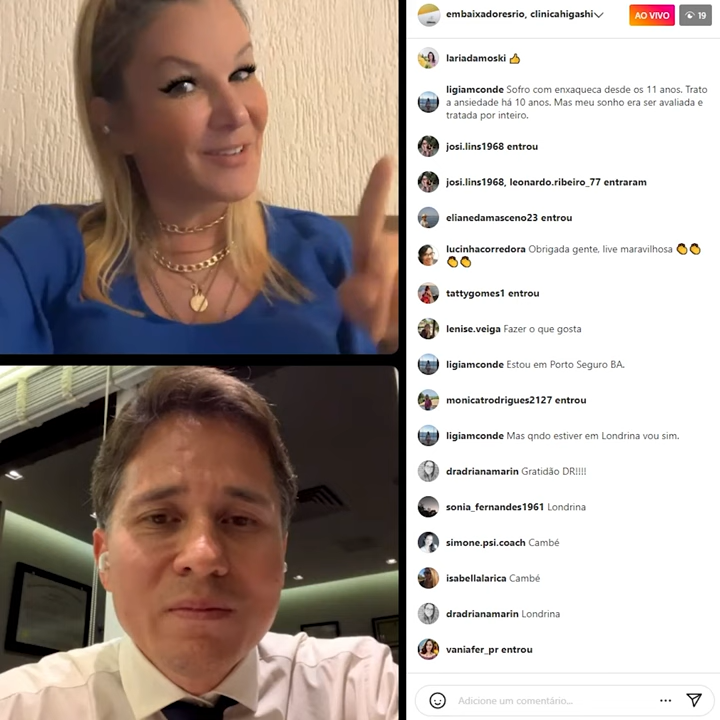 embaixadoresrio, clinicahigashi
AO VIVO
19
lariadamoski 👍
ligiamconde Sofro com enxaqueca desde os 11 anos. Trato
a ansiedade há 10 anos. Mas meu sonho era ser avaliada e
tratada por inteiro.
josi.lins1968 entrou
josi.lins1968, leonardo.ribeiro_77 entraram
elianedamasceno23 entrou
lucinhacorredora Obrigada gente, live maravilhosa 👏👏
👏👏
tattygomes1 entrou
lenise.veiga Fazer o que gosta
ligiamconde Estou em Porto Seguro BA.
monicatrodrigues2127 entrou
ligiamconde Mas qndo estiver em Londrina vou sim.
dradrianamarin Gratidão DR!!!!
sonia_fernandes1961 Londrina
simone.psi.coach Cambé
isabellalarica Cambé
dradrianamarin Londrina
vaniafer_pr entrou
Adicione um comentário...